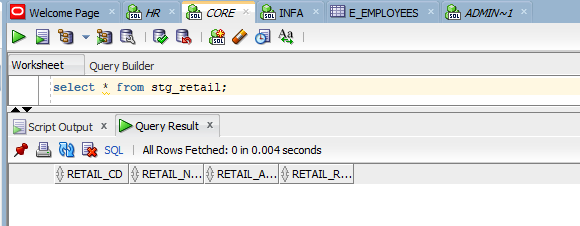 Welcome Page HR CORE INFA E_EMPLOYEES ADMIN~1
Aa
Worksheet Query Builder
select * from stg_retail;
Script Output x Query Result x
SQL All Rows Fetched: 0 in 0.004 seconds
RETAIL_CD RETAIL_N... RETAIL_A... RETAIL_R...